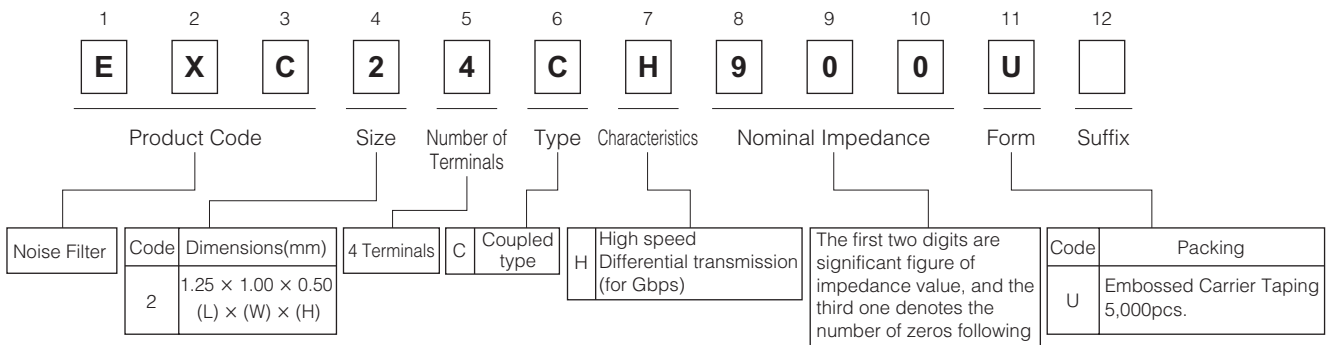 1 2 3 4 5 6 7 8 9 10 11 12
E X C 2 4 C H 9 0 0 U
Product Code Size Number of Terminals Type Characteristics Nominal Impedance Form Suffix
Noise Filter
Code Dimensions(mm)
2 1.25 × 1.00 × 0.50
(L) × (W) × (H)
4 Terminals
C Coupled
type
H High speed
Differential transmission
(for Gbps)
The first two digits are
significant figure of
impedance value, and the
third one denotes the
number of zeros following
Code Packing
U Embossed Carrier Taping
5,000pcs.